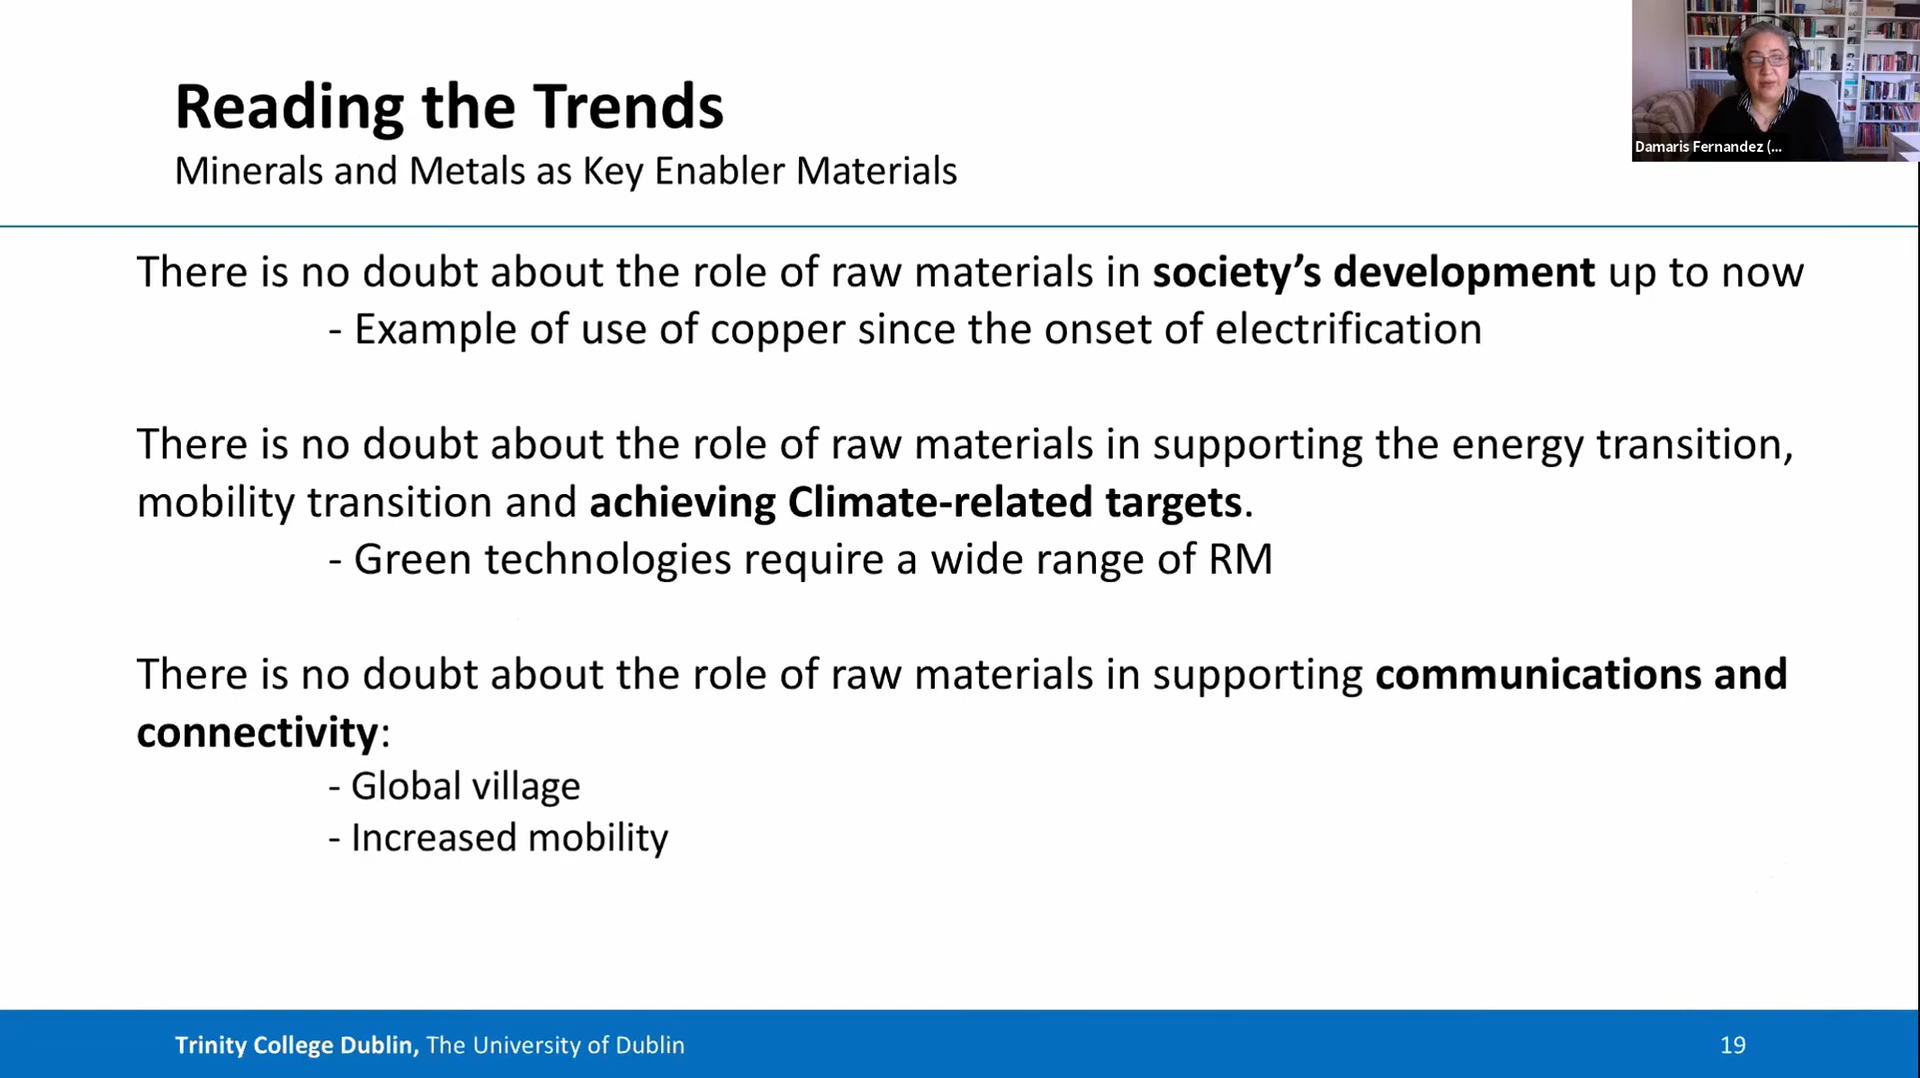 Reading the Trends
Minerals and Metals as Key Enabler Materials
Damaris Fernandez (...
There is no doubt about the role of raw materials in society’s development up to now
- Example of use of copper since the onset of electrification
There is no doubt about the role of raw materials in supporting the energy transition,
mobility transition and achieving Climate-related targets.
- Green technologies require a wide range of RM
There is no doubt about the role of raw materials in supporting communications and
connectivity:
- Global village
- Increased mobility
Trinity College Dublin, The University of Dublin
19